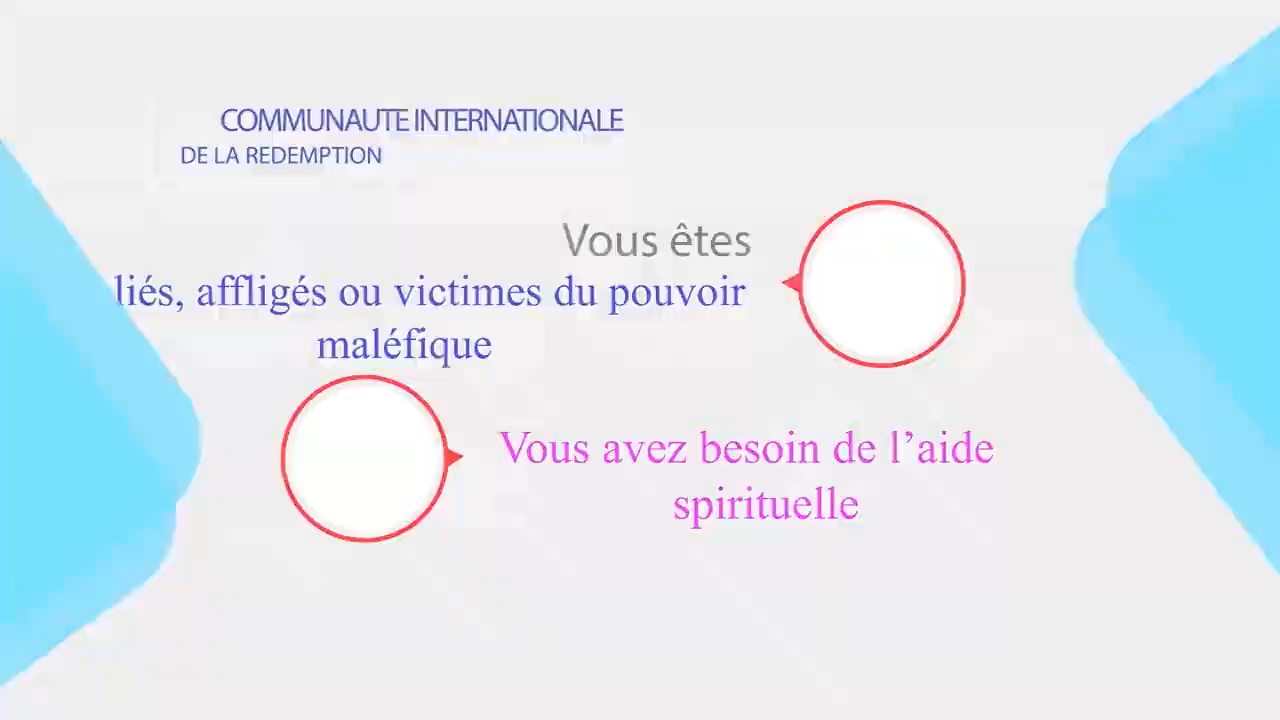 COMMUNAUTE INTERNATIONALE
DE LA REDEMPTION
Vous êtes
liés, affligés ou victimes du pouvoir
maléfique
Vous avez besoin de l’aide
spirituelle